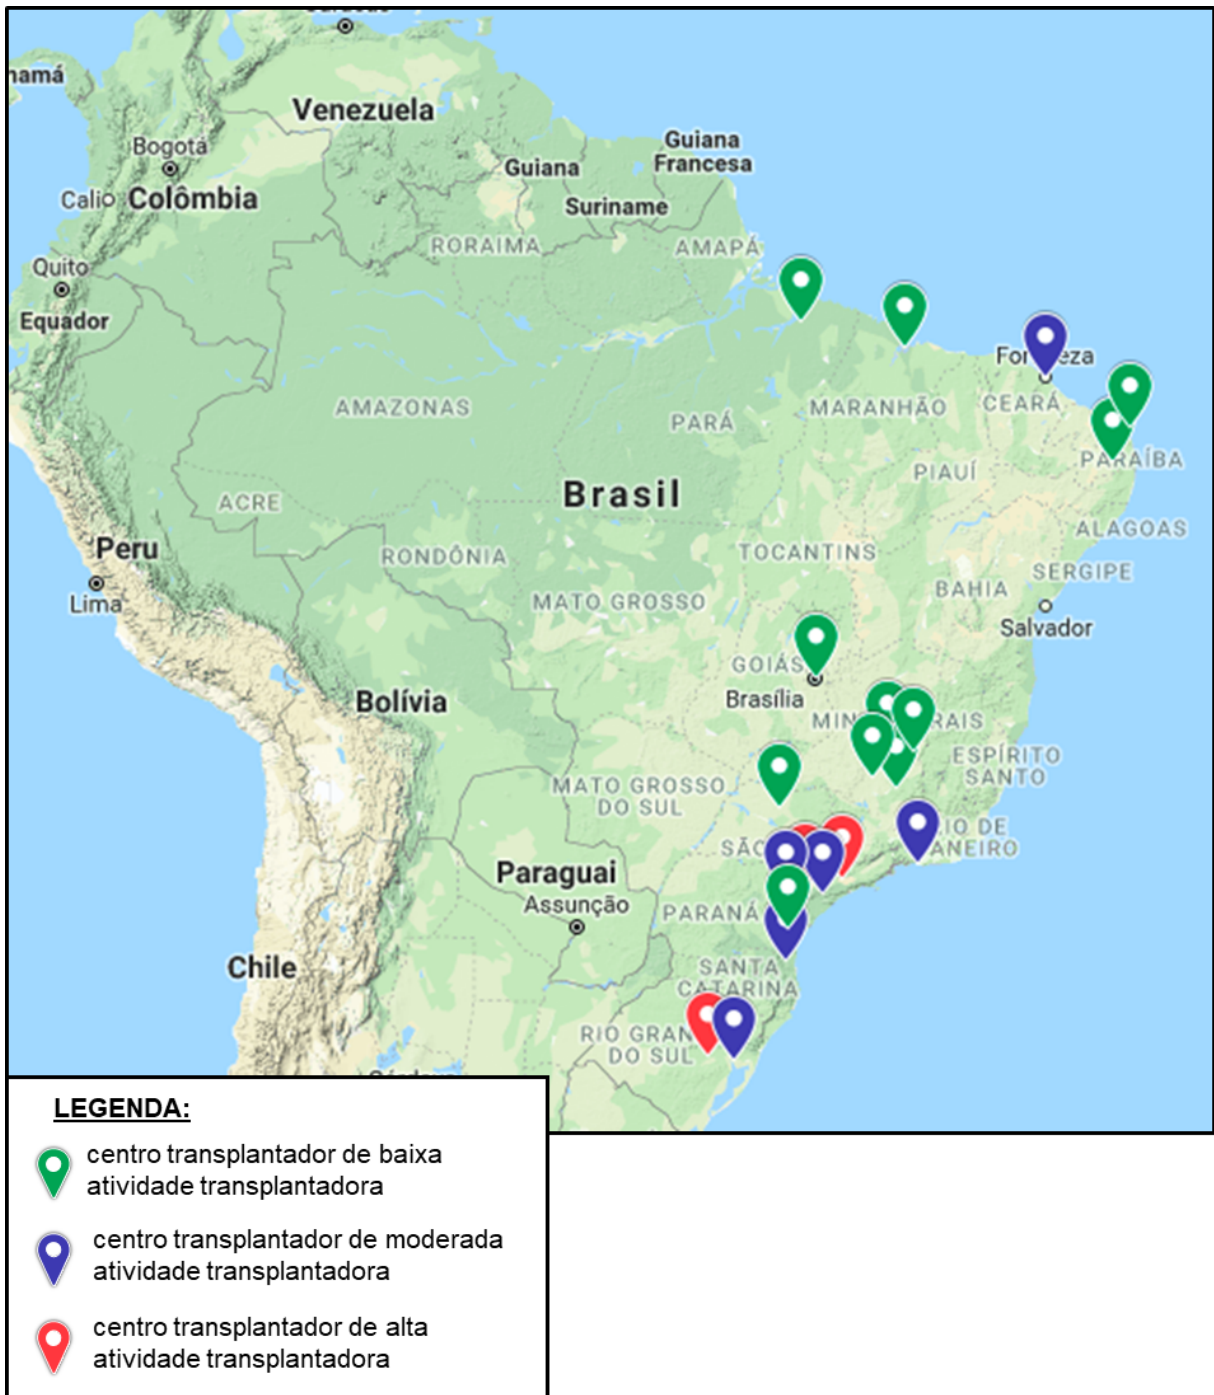 namá
Venezuela
Bogotá
Guiana
Guiana
Francesa
Cali
Colômbia
Suriname
RORAIMA
AMAPÁ
Quito
Equador
AMAZONAS
PARÁ
MARANHÃO
CEARÁ
PARAÍBA
PIAUÍ
Brasil
ACRE
ALAGOAS
Peru
RONDÔNIA
TOCANTINS
SERGIPE
BAHIA
Lima
MATO GROSSO
Salvador
GOIÁS
Brasília
Bolívia
ESPÍRITO
SANTO
MATO GROSSO
DO SUL
Paraguai
Assunção
PARANÁ
Chile
SANTA
CATARINA
RIO GRAN
DO SUL
LEGENDA:
centro transplantador de baixa
atividade transplantadora
centro transplantador de moderada
atividade transplantadora
centro transplantador de alta
atividade transplantadora